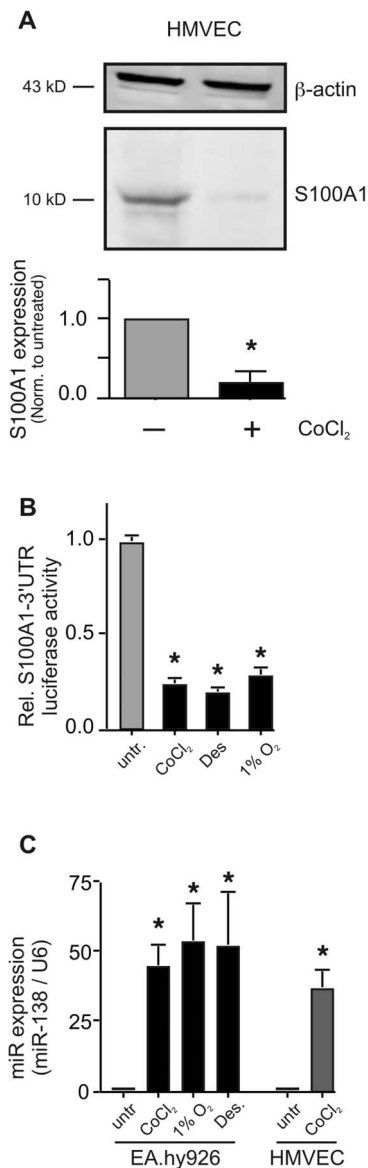 A
HMVEC
43 kD
β-actin
10 kD
S100A1
S100A1 expression
(Norm. to untreated)
1.0
*
0.0
– + CoCl₂
B
Rel. S100A1-3'UTR
luciferase activity
1.0
0.5
* * *
0.0
untr. CoCl₂ Des 1% O₂
C
miR expression
(miR-138 / U6)
75
50
25
0
* * * *
untr CoCl₂ 1% O₂ Des. untr CoCl₂
EA.hy926 HMVEC